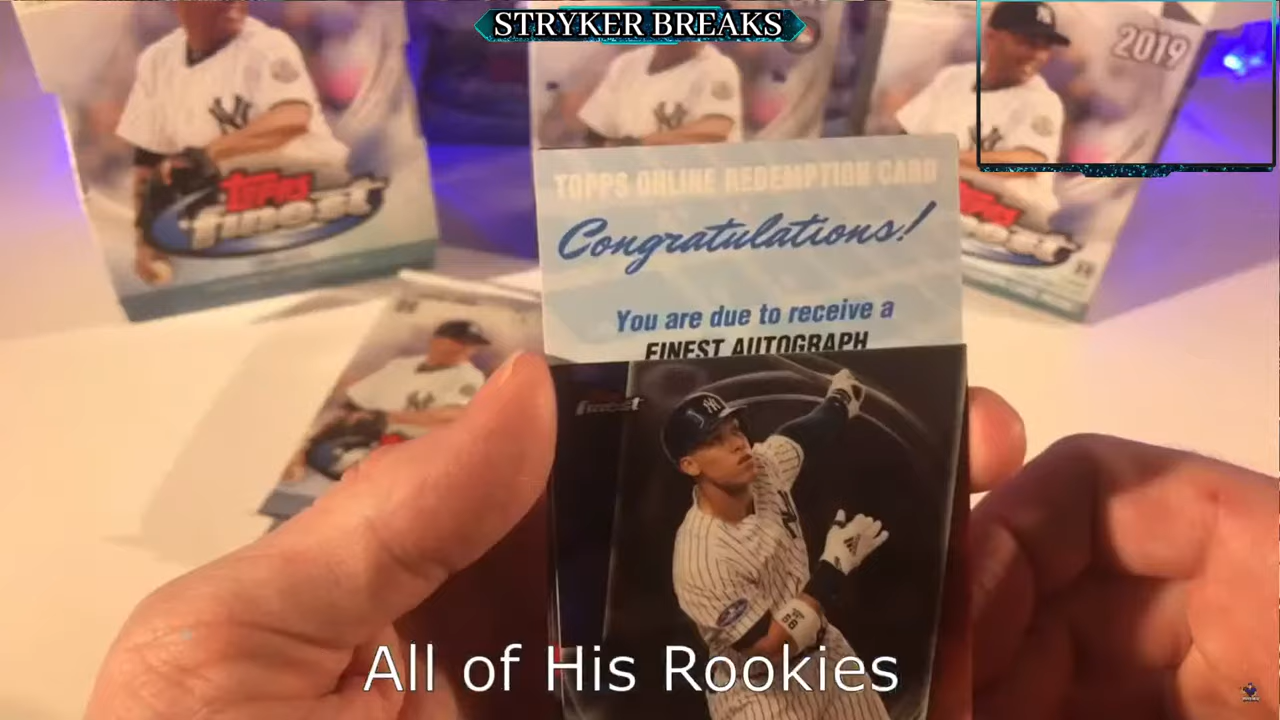 STRYKER BREAKS
2019
TOPPS
finest
TOPPS ONLINE REDEMPTION CARD
Congratulations!
You are due to receive a
FINEST AUTOGRAPH
finest
All of His Rookies